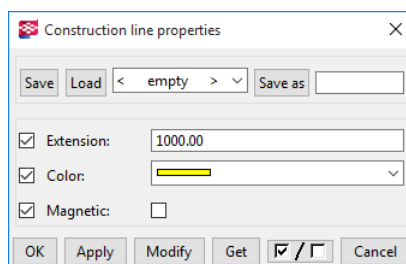 Construction line properties
Save Load < empty > Save as
Extension: 1000.00
Color:
Magnetic:
OK Apply Modify Get / Cancel